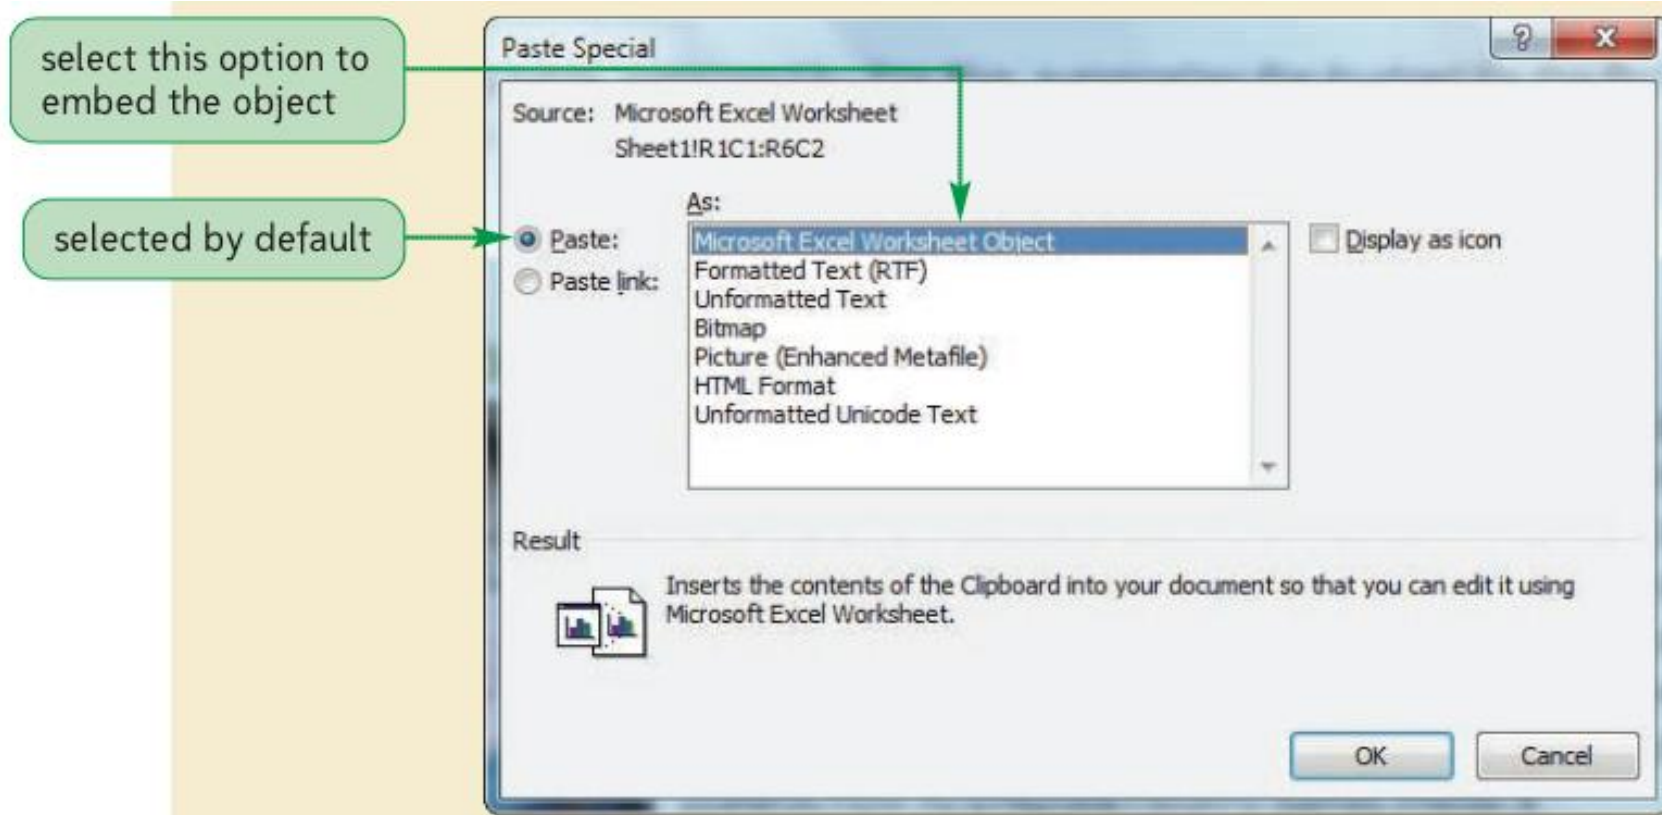 select this option to
embed the object
selected by default
Paste Special
Source: Microsoft Excel Worksheet
Sheet1!R1C1:R6C2
As:
Paste:
Paste link:
Microsoft Excel Worksheet Object
Formatted Text (RTF)
Unformatted Text
Bitmap
Picture (Enhanced Metafile)
HTML Format
Unformatted Unicode Text
Display as icon
Result
Inserts the contents of the Clipboard into your document so that you can edit it using
Microsoft Excel Worksheet.
OK
Cancel